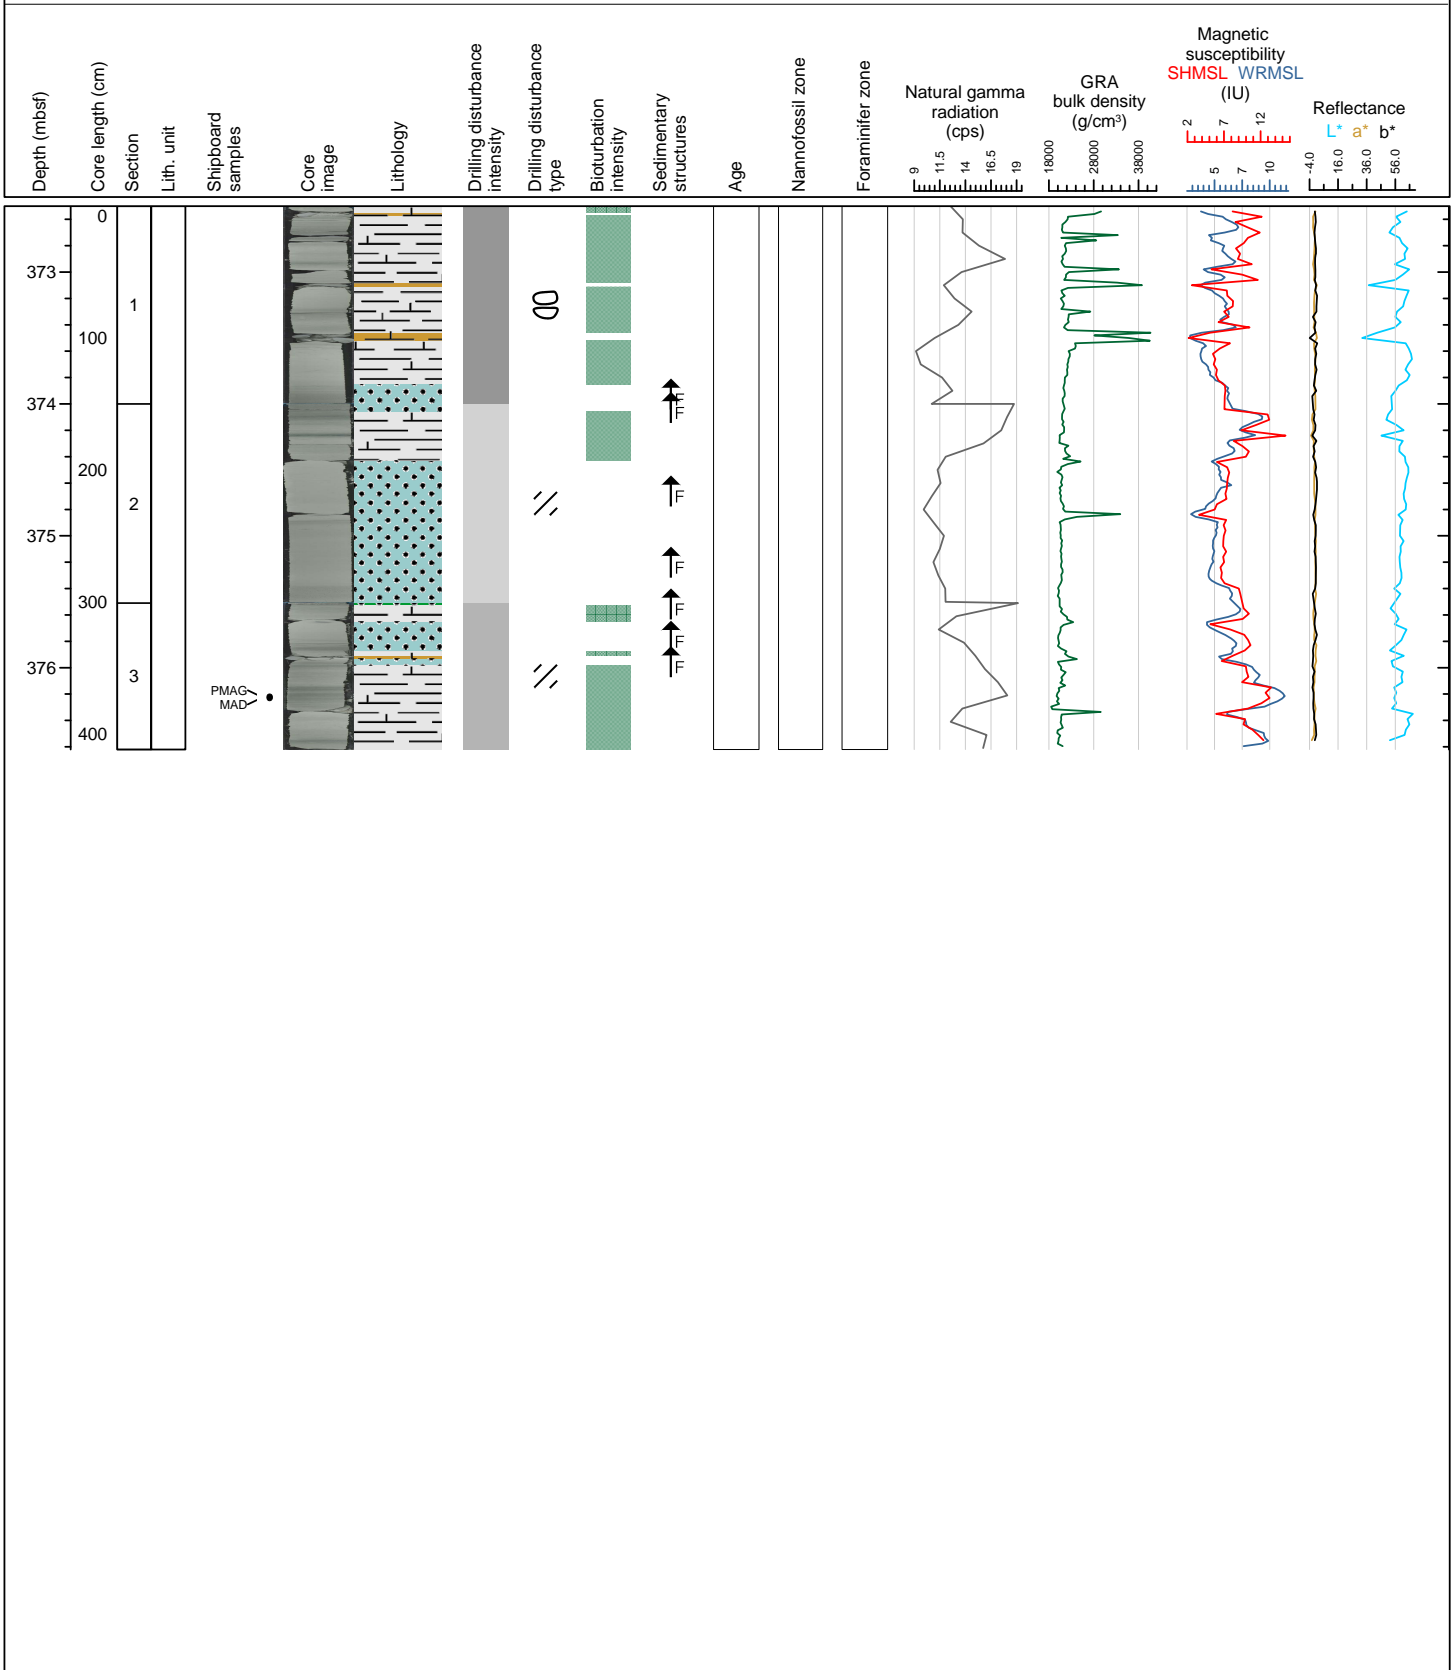 Depth (mbsf)
Core length (cm)
Section
Lith. unit
Shipboard
samples
Core
image
Lithology
Drilling disturbance
intensity
Drilling disturbance
type
Bioturbation
intensity
Sedimentary
structures
Age
Nannofossil zone
Foraminifer zone
Natural gamma
radiation
(cps)
9 11.5 14 16.5 19
GRA
bulk density
(g/cm³)
18000 28000 38000
Magnetic
susceptibility
SHMSL WRMSL
(IU)
2 7 12
5 7 10
Reflectance
L* a* b*
-4.0 16.0 36.0 56.0
0
373
1
100
374
F
F
200
2
F
375
F
300
F
F
376
3
F
PMAG
MAD
400